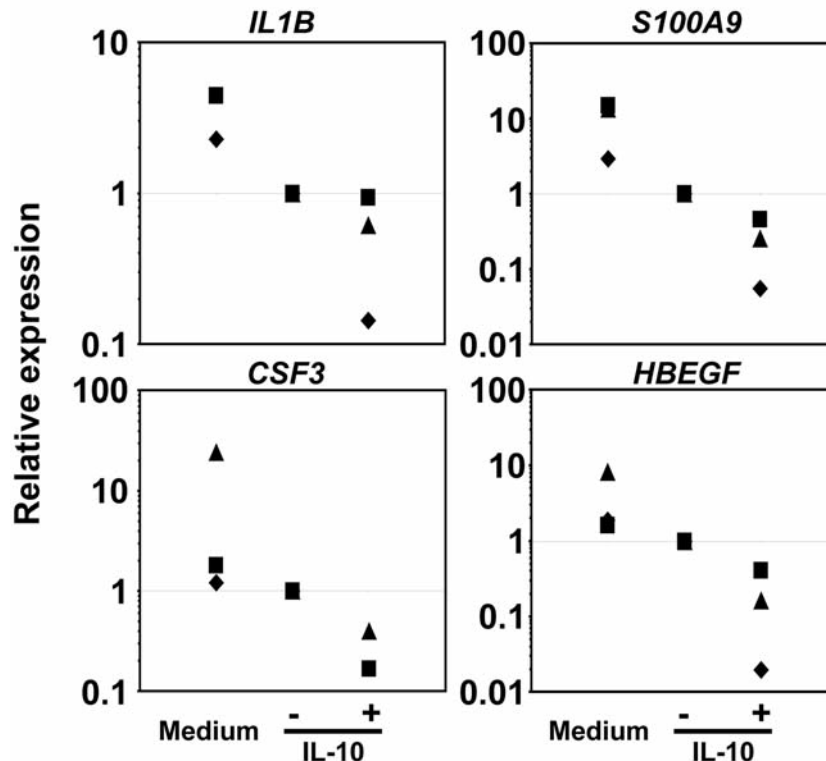 IL1B
S100A9
10
1
0.1
100
10
1
0.1
0.01
Relative expression
CSF3
HBEGF
100
10
1
0.1
100
10
1
0.1
0.01
Medium - +
IL-10
Medium - +
IL-10